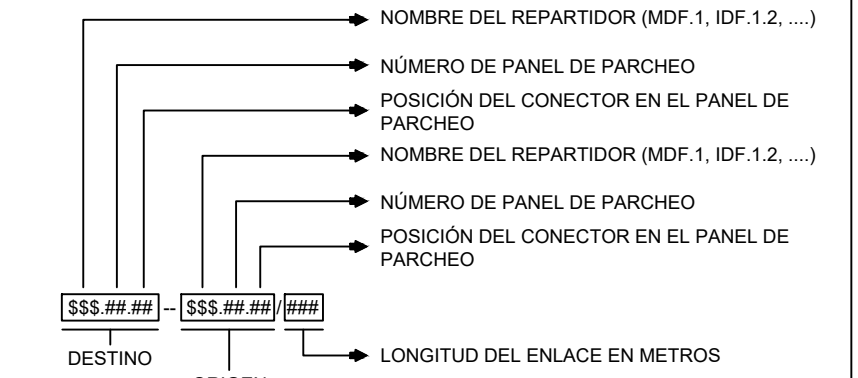 NOMBRE DEL REPARTIDOR (MDF.1, IDF.1.2, ....)
NÚMERO DE PANEL DE PARCHEO
POSICIÓN DEL CONECTOR EN EL PANEL DE
PARCHEO
NOMBRE DEL REPARTIDOR (MDF.1, IDF.1.2, ....)
NÚMERO DE PANEL DE PARCHEO
POSICIÓN DEL CONECTOR EN EL PANEL DE
PARCHEO
$$$.##.## -- $$$.##.## / ###
DESTINO
LONGITUD DEL ENLACE EN METROS